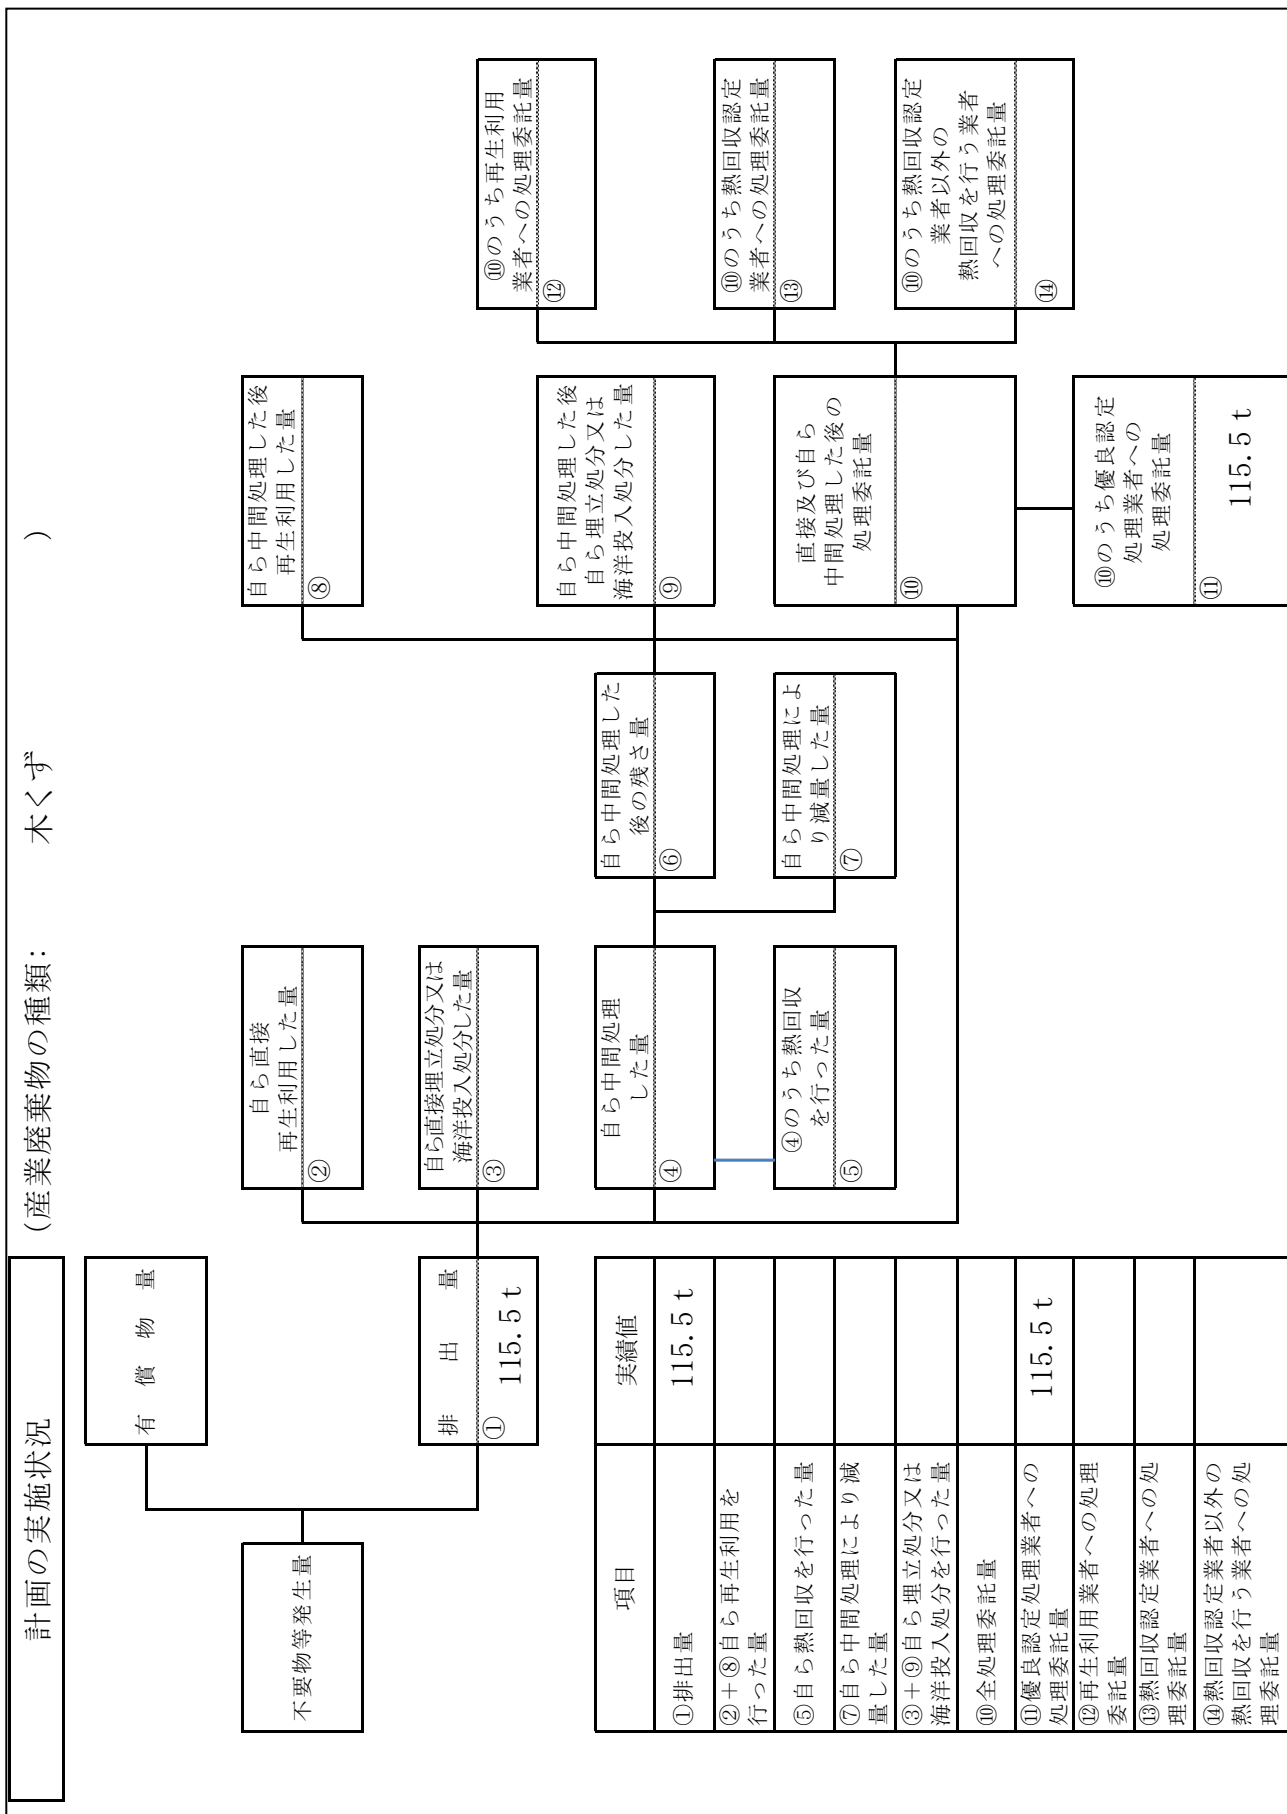 計画の実施状況
(産業廃棄物の種類： 木くず )
不要物等発生量
有償物量
排出量
① 115.5ｔ
自ら直接
再生利用した量
②
自ら直接埋立処分又は
海洋投入処分した量
③
自ら中間処理
した量
④
④のうち熱回収
を行った量
⑤
自ら中間処理した
後の残さ量
⑥
自ら中間処理によ
り減量した量
⑦
自ら中間処理した後
再生利用した量
⑧
自ら中間処理した後
自ら埋立処分又は
海洋投入処分した量
⑨
直接及び自ら
中間処理した後の
処理委託量
⑩
⑩のうち優良認定
処理業者への
処理委託量
⑪
115.5ｔ
⑩のうち再生利用
業者への処理委託量
⑫
⑩のうち熱回収認定
業者への処理委託量
⑬
⑩のうち熱回収認定
業者以外の
熱回収を行う業者
への処理委託量
⑭
項目 実績値
①排出量 115.5ｔ
②＋⑧自ら再生利用を
行った量
⑤自ら熱回収を行った量
⑦自ら中間処理により減
量した量
③＋⑨自ら埋立処分又は
海洋投入処分を行った量
⑩全処理委託量
⑪優良認定処理業者への
処理委託量 115.5ｔ
⑫再生利用業者への処理
委託量
⑬熱回収認定業者への処
理委託量
⑭熱回収認定業者以外の
熱回収を行う業者への処
理委託量